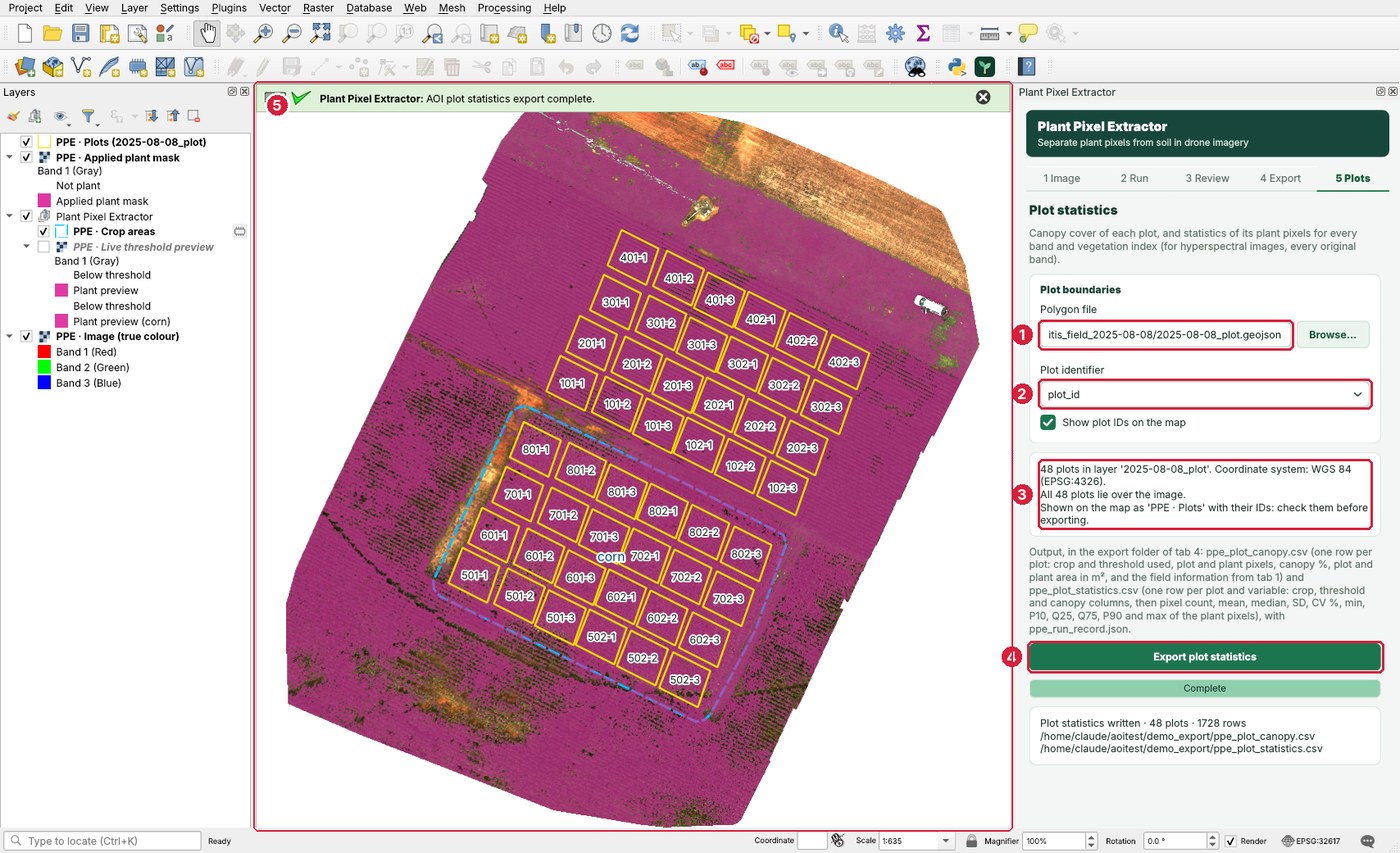 Project Edit View Layer Settings Plugins Vector Raster Database Web Mesh Processing Help
Layers
PPE · Plots (2025-08-08_plot)
PPE · Applied plant mask
Band 1 (Gray)
Not plant
Applied plant mask
Plant Pixel Extractor
PPE · Crop areas
PPE · Live threshold preview
Band 1 (Gray)
Below threshold
Plant preview
Below threshold
Plant preview (corn)
PPE · Image (true colour)
Band 1 (Red)
Band 2 (Green)
Band 3 (Blue)
5
Plant Pixel Extractor: AOI plot statistics export complete.
401-1
401-2
401-3
402-1
402-2
402-3
301-1
301-2
301-3
302-1
302-2
302-3
201-1
201-2
201-3
202-1
202-2
202-3
101-1
101-2
101-3
102-1
102-2
102-3
801-1
801-2
801-3
802-1
802-2
802-3
701-1
701-2
701-3
702-1
702-2
702-3
corn
601-1
601-2
601-3
602-1
602-2
602-3
501-1
501-2
501-3
502-1
502-2
502-3
Plant Pixel Extractor
Plant Pixel Extractor
Separate plant pixels from soil in drone imagery
1 Image 2 Run 3 Review 4 Export 5 Plots
Plot statistics
Canopy cover of each plot, and statistics of its plant pixels for every
band and vegetation index (for hyperspectral images, every original
band).
Plot boundaries
Polygon file
1
itis_field_2025-08-08/2025-08-08_plot.geojson
Browse...
Plot identifier
2
plot_id
Show plot IDs on the map
3
48 plots in layer '2025-08-08_plot'. Coordinate system: WGS 84
(EPSG:4326).
All 48 plots lie over the image.
Shown on the map as 'PPE · Plots' with their IDs: check them before
exporting.
Output, in the export folder of tab 4: ppe_plot_canopy.csv (one row per
plot: crop and threshold used, plot and plant pixels, canopy %, plot and
plant area in m², and the field information from tab 1) and
ppe_plot_statistics.csv (one row per plot and variable: crop, threshold
and canopy columns, then pixel count, mean, median, SD, CV %, min,
P10, Q25, Q75, P90 and max of the plant pixels), with
ppe_run_record.json.
4
Export plot statistics
Complete
Plot statistics written · 48 plots · 1728 rows
/home/claude/aoitest/demo_export/ppe_plot_canopy.csv
/home/claude/aoitest/demo_export/ppe_plot_statistics.csv
Type to locate (Ctrl+K) Ready Coordinate Scale 1:635 Magnifier 100% Rotation 0.0 ° Render EPSG:32617